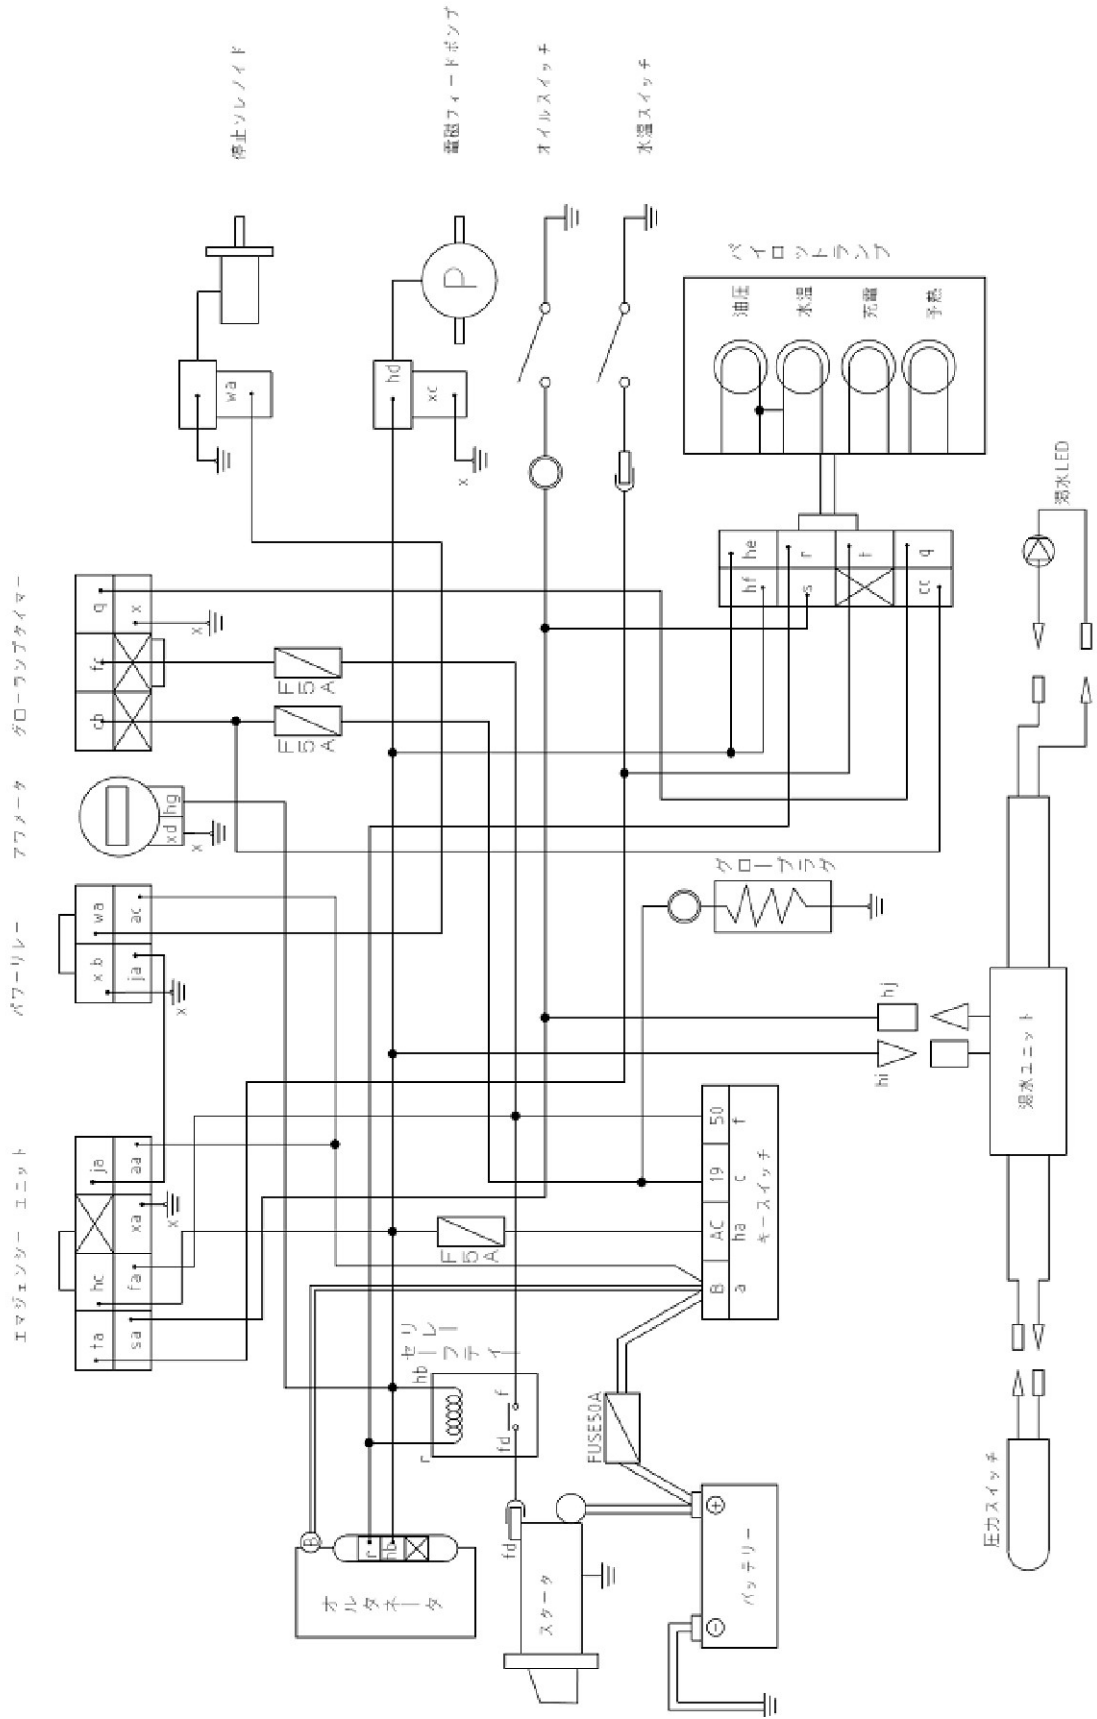 エマジェンシー ユニット
パワーリレー
アワメータ
グローランプタイマー
ta
hc
ja
sa
fa
xa
aa
x
x.b
wa
ja
ac
x
xd
hg
x
cb
fc
q
x
x
停止ソレノイド
wa
F5A
F5A
オルタネータ
B
r
hb
セーフティー
リレー
hb
r
fd
f
F5A
hd
xc
x
P
電磁フィードポンプ
オイルスイッチ
水温スイッチ
スタータ
fd
FUSE50A
バッテリー
B
AC
19
50
a
ha
c
f
キースイッチ
グロープラグ
hf
he
s
r
t
cc
q
パイロットランプ
油圧
水温
充電
予熱
hi
hj
圧力スイッチ
渇水ユニット
渇水LED